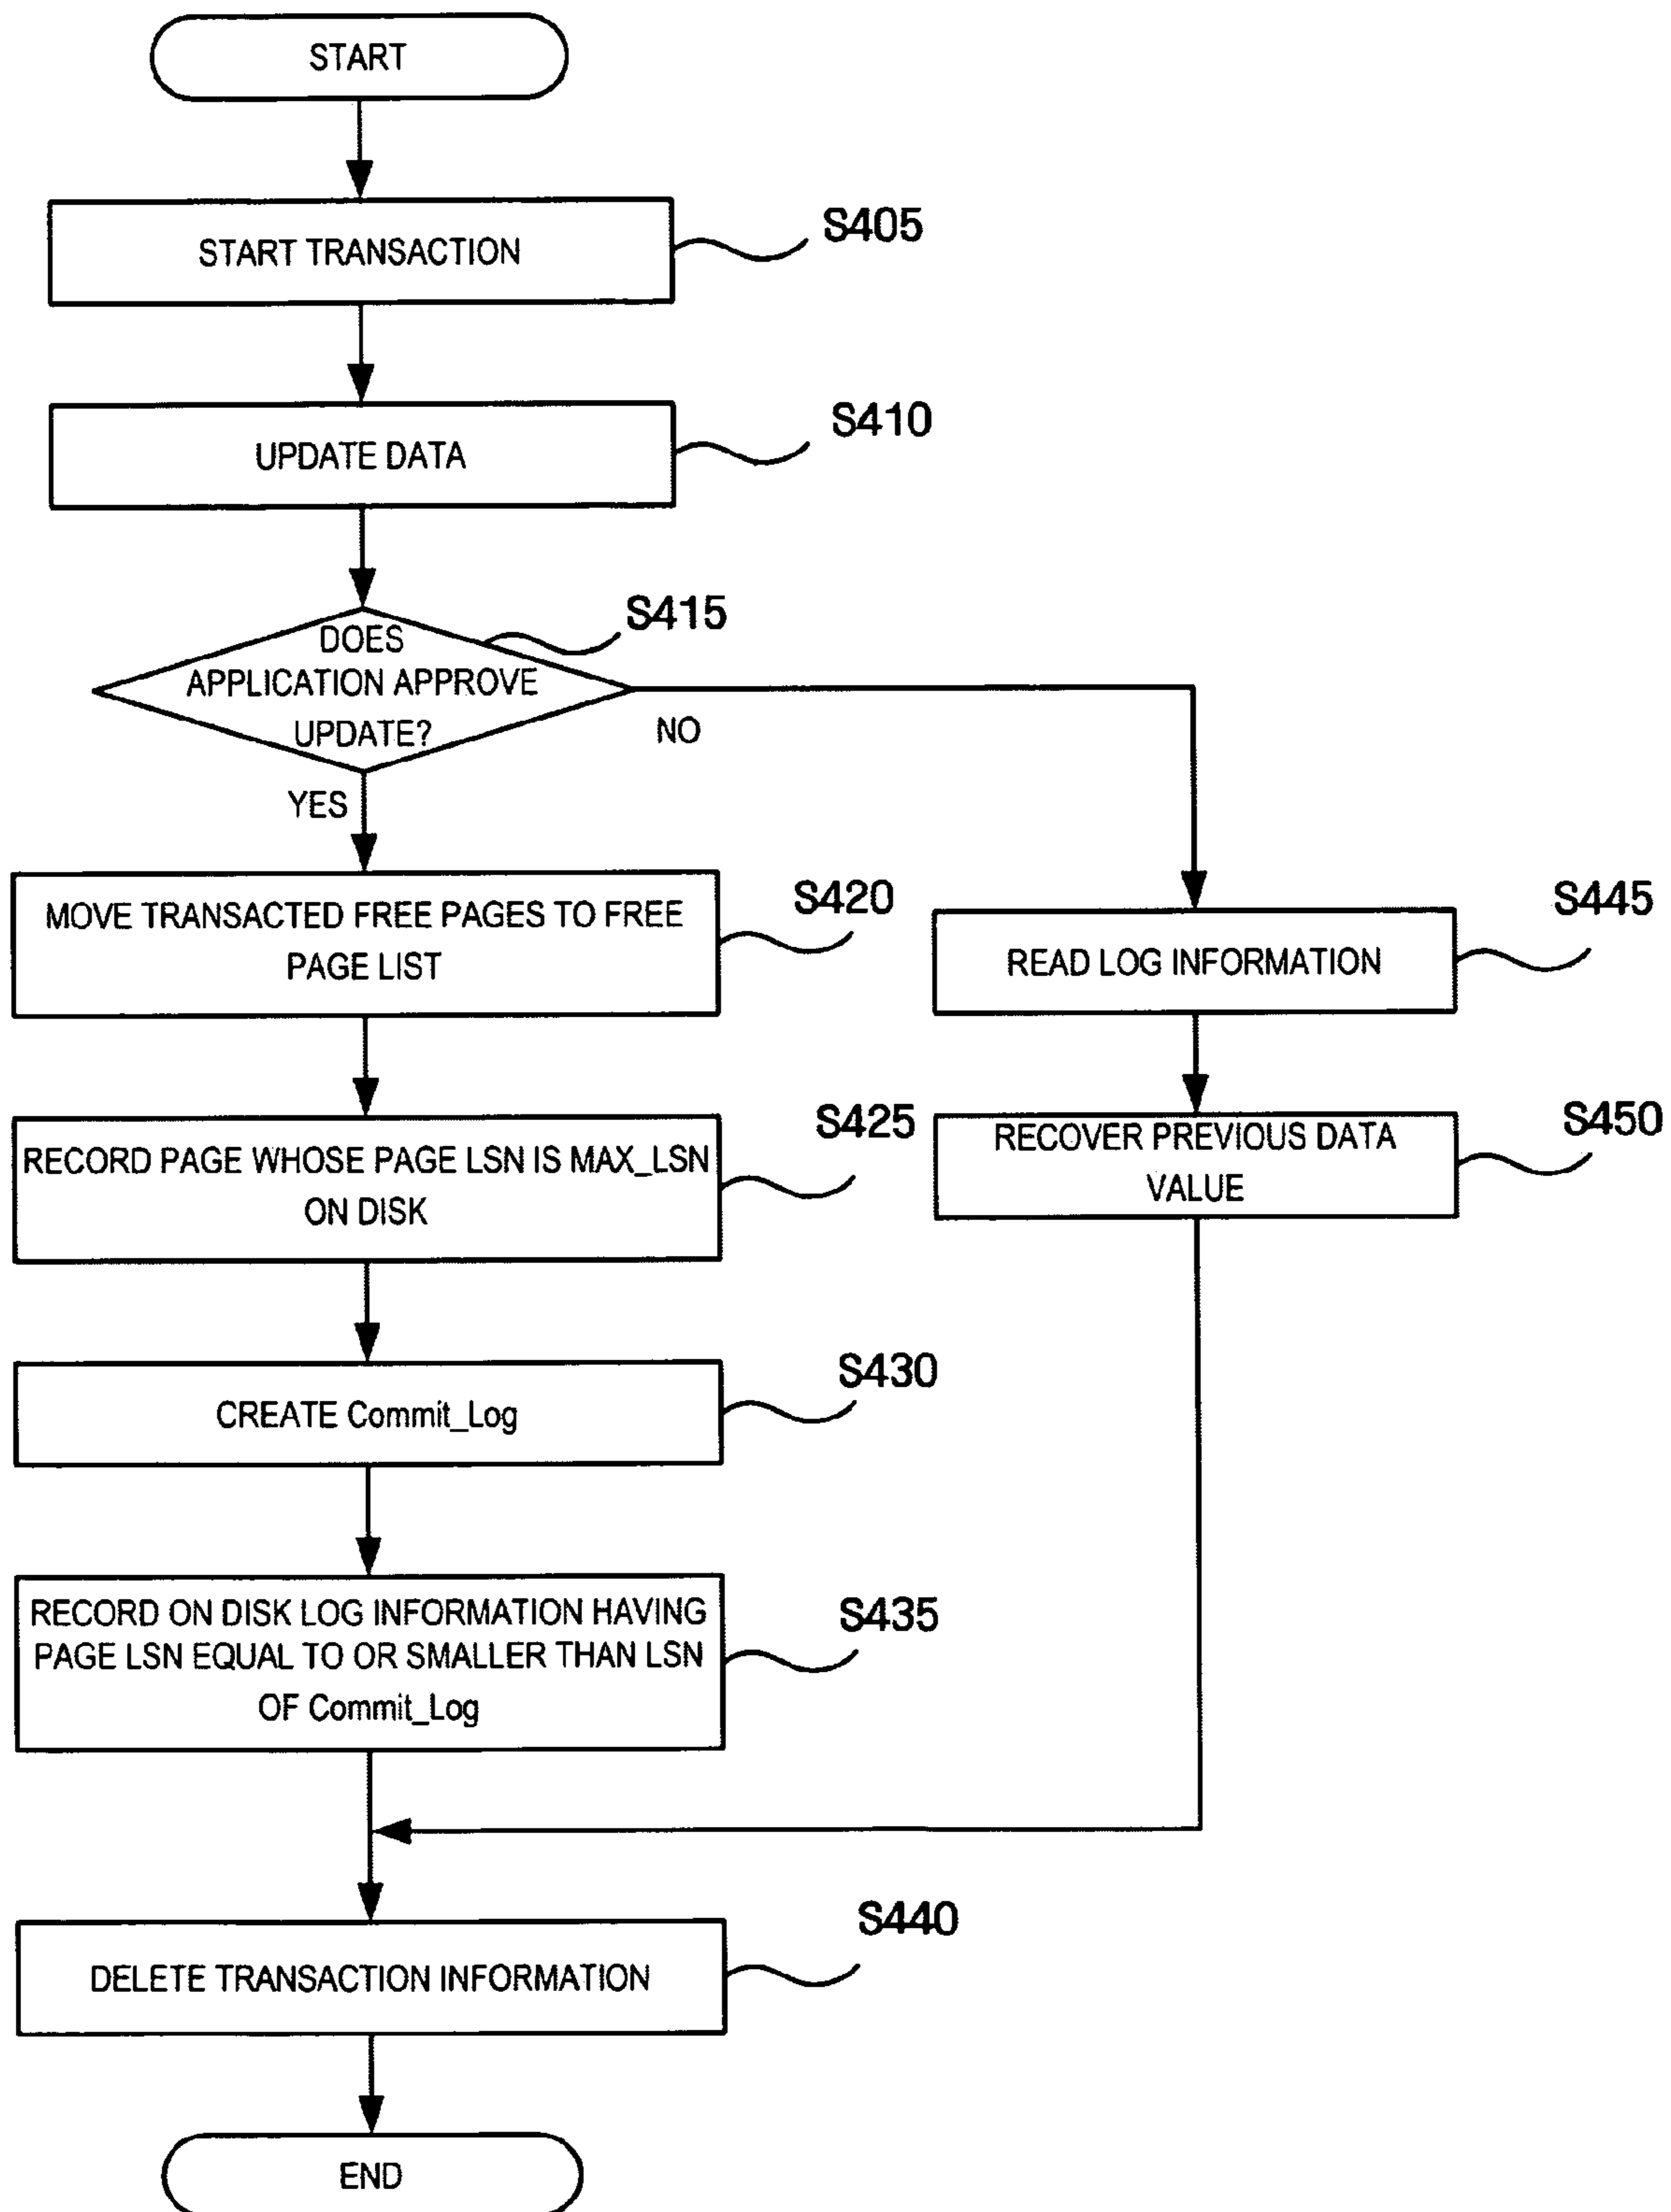 START
START TRANSACTION
S405
UPDATE DATA
S410
S415
DOES
APPLICATION APPROVE
UPDATE?
NO
YES
MOVE TRANSACTED FREE PAGES TO FREE
PAGE LIST
S420
READ LOG INFORMATION
S445
RECORD PAGE WHOSE PAGE LSN IS MAX_LSN
ON DISK
S425
RECOVER PREVIOUS DATA
VALUE
S450
CREATE Commit_Log
S430
RECORD ON DISK LOG INFORMATION HAVING
PAGE LSN EQUAL TO OR SMALLER THAN LSN
OF Commit_Log
S435
DELETE TRANSACTION INFORMATION
S440
END